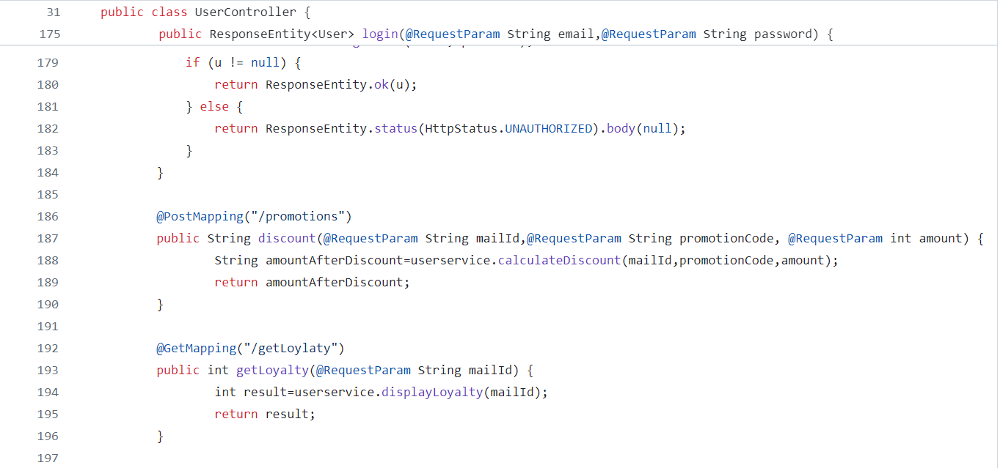 31 public class UserController {
175 public ResponseEntity<User> login(@RequestParam String email,@RequestParam String password) {
179 if (u != null) {
180 return ResponseEntity.ok(u);
181 } else {
182 return ResponseEntity.status(HttpStatus.UNAUTHORIZED).body(null);
183 }
184 }
185
186 @PostMapping("/promotions")
187 public String discount(@RequestParam String mailId,@RequestParam String promotionCode, @RequestParam int amount) {
188 String amountAfterDiscount=userservice.calculateDiscount(mailId,promotionCode,amount);
189 return amountAfterDiscount;
190 }
191
192 @GetMapping("/getLoylaty")
193 public int getLoyalty(@RequestParam String mailId) {
194 int result=userservice.displayLoyalty(mailId);
195 return result;
196 }
197